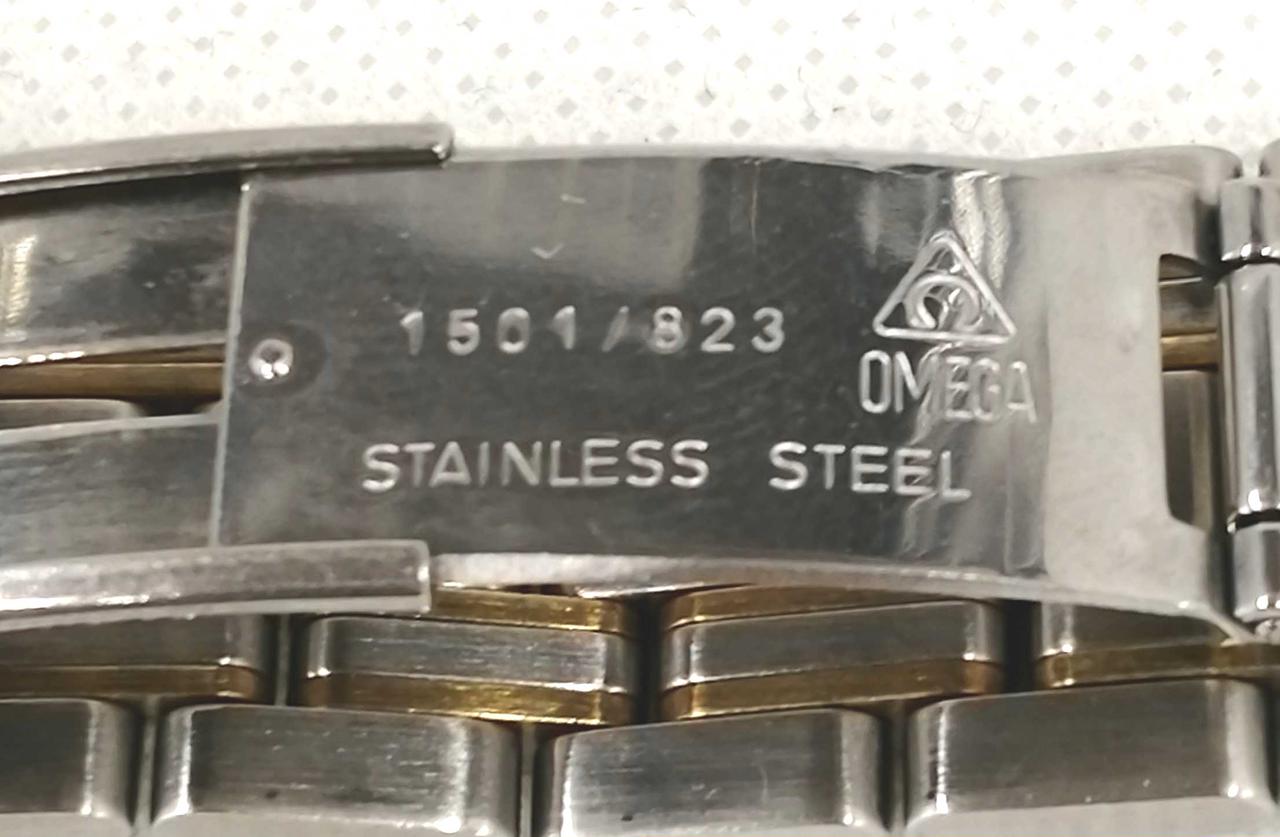 1501/823
OMEGA
STAINLESS STEEL